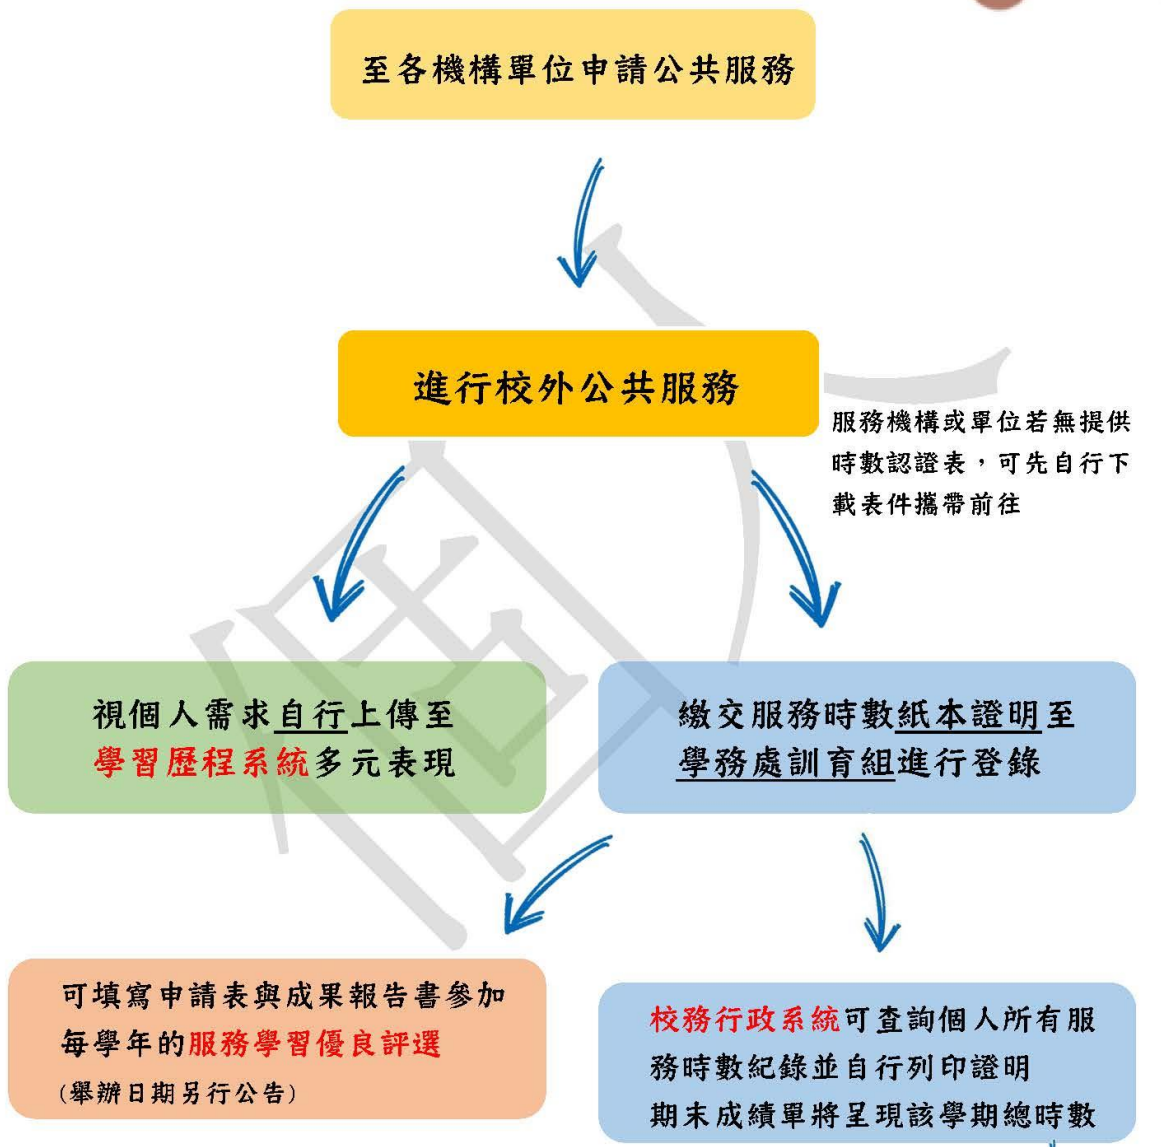 至各機構單位申請公共服務
進行校外公共服務
服務機構或單位若無提供
時數認證表，可先自行下
載表件攜帶前往
視個人需求自行上傳至
學習歷程系統多元表現
繳交服務時數紙本證明至
學務處訓育組進行登錄
可填寫申請表與成果報告書參加
每學年的服務學習優良評選
(舉辦日期另行公告)
校務行政系統可查詢個人所有服
務時數紀錄並自行列印證明
期末成績單將呈現該學期總時數
個人